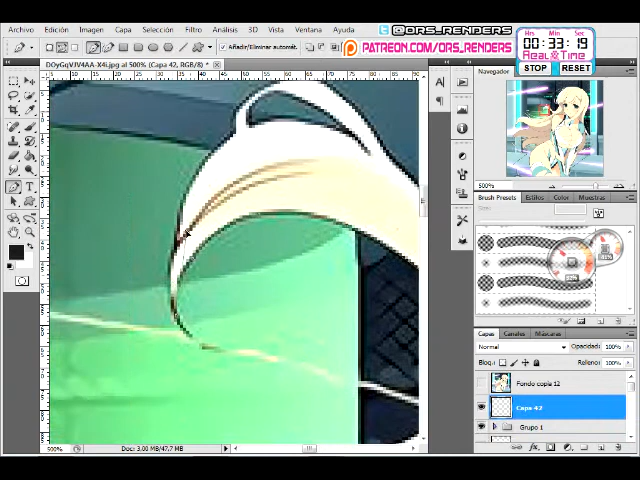 @ORS_RENDERS
PATREON.COM/ORS_RENDERS
Hrs Min Sec
00:33:19
Real&Time
STOP RESET
Archivo Edición Imagen Capa Selección Filtro Análisis 3D Vista Ventana Ayuda
Añadir/Eliminar automát.
DOyGqVJV4AA-X4i.jpg al 500% (Capa 42, RGB/8) *
Navegador
500%
Brush Presets Estilos Color Muestras
Capas Canales Máscaras
Normal Opacidad: 100%
Bloq.: Relleno: 100%
Fondo copia 12
Capa 42
Grupo 1
500% Doc: 3,00 MB/47,7 MB